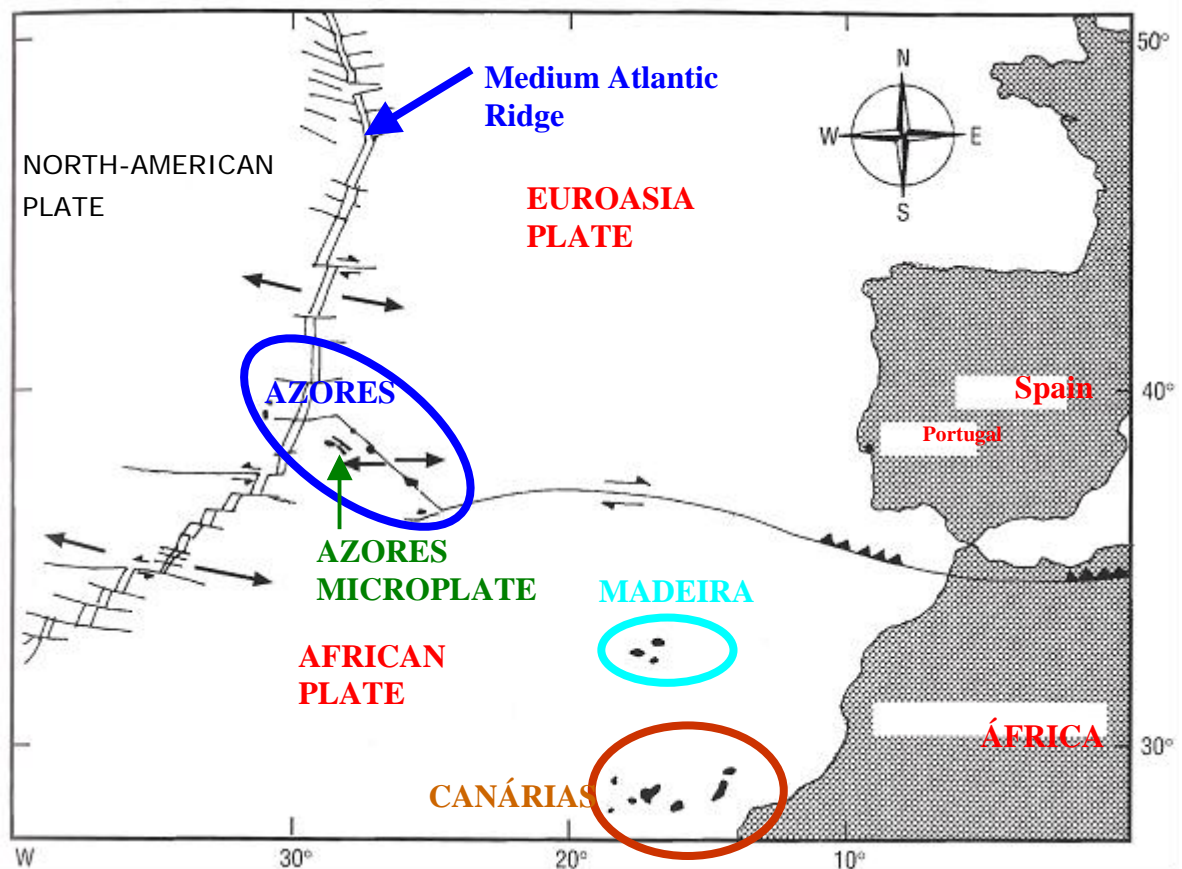 50°
N
Medium Atlantic
Ridge
W E
S
NORTH-AMERICAN
PLATE
EUROASIA
PLATE
AZORES
Spain
40°
Portugal
AZORES
MICROPLATE
MADEIRA
AFRICAN
PLATE
ÁFRICA
30°
CANÁRIAS
W 30° 20° 10°